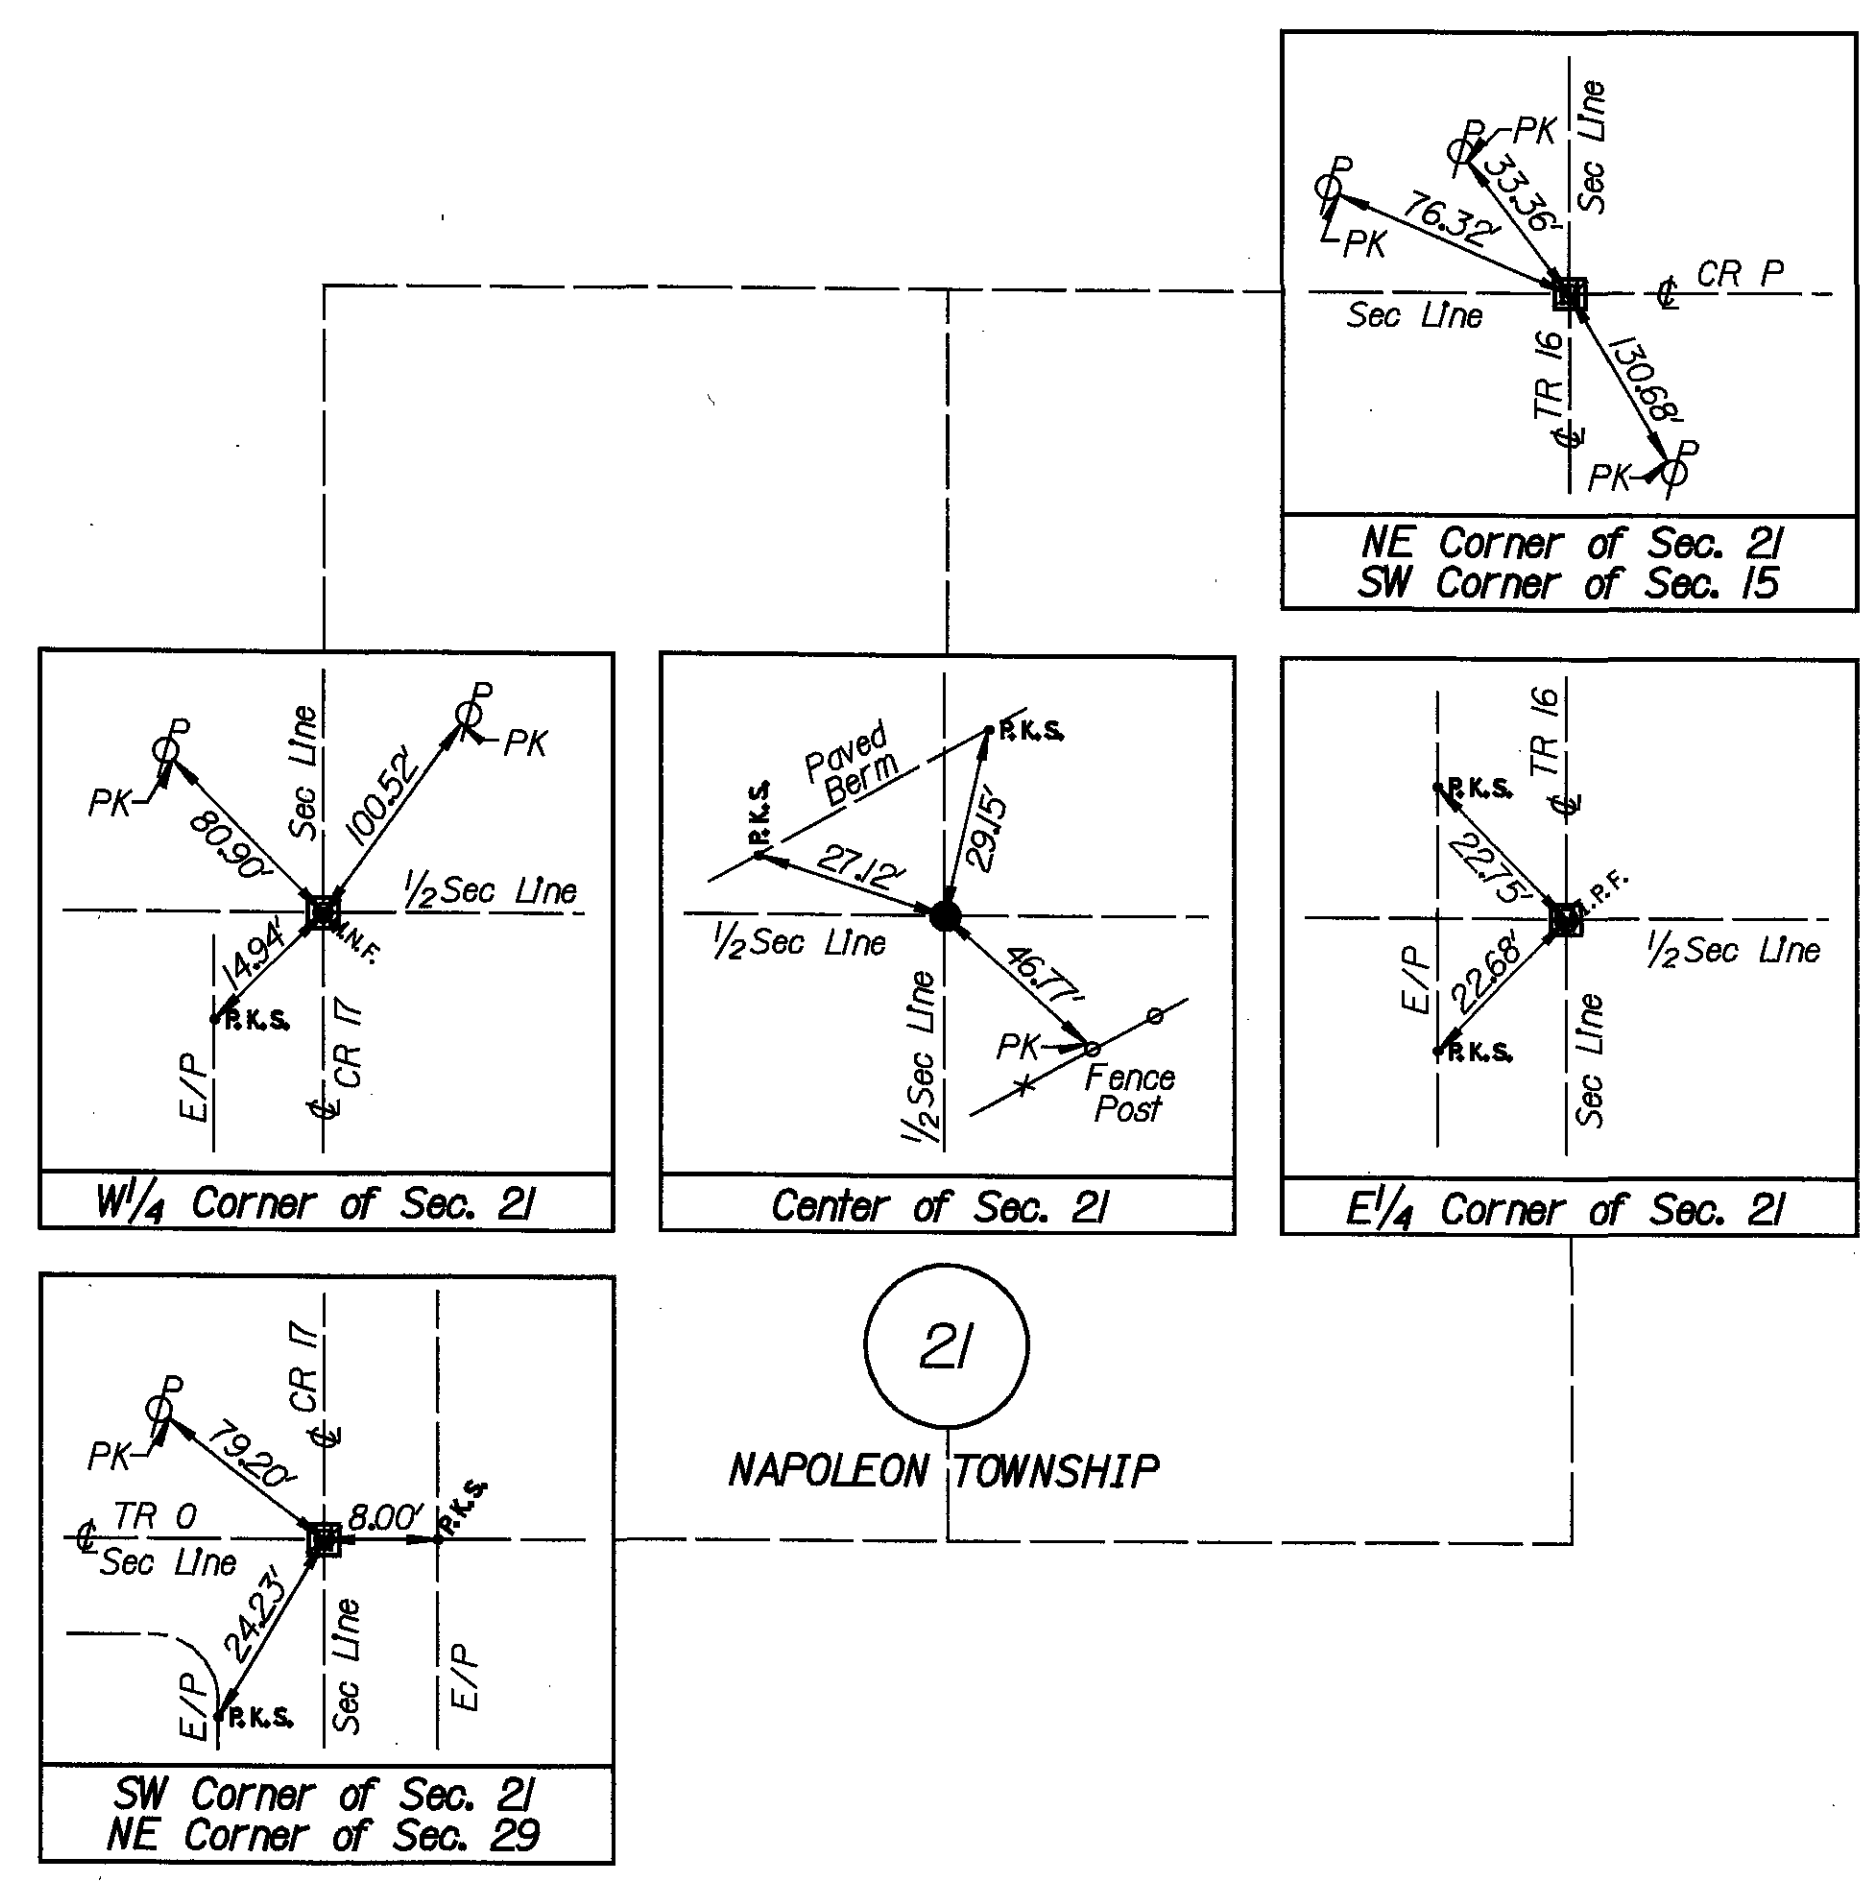 P
PK
33.36'
P
PK
76.32'
Sec Line
Sec Line
℄ CR P
℄ TR 16
130.68'
P
PK
NE Corner of Sec. 21
SW Corner of Sec. 15
P
PK
80.90'
Sec Line
P
PK
100.52'
1/2 Sec Line
14.94'
P.K.S.
E/P
℄ CR 17
W1/4 Corner of Sec. 21
Paved
Berm
P.K.S.
P.K.S.
29.15'
27.12'
1/2 Sec Line
1/2 Sec Line
46.77'
PK
Fence
Post
Center of Sec. 21
℄ TR 16
P.K.S.
22.75'
I.P.F.
1/2 Sec Line
22.68'
P.K.S.
E/P
Sec Line
E1/4 Corner of Sec. 21
P
PK
79.20'
℄ CR 17
℄ TR O
Sec Line
8.00'
P.K.S.
24.23'
E/P
P.K.S.
Sec Line
E/P
SW Corner of Sec. 21
NE Corner of Sec. 29
21
NAPOLEON TOWNSHIP